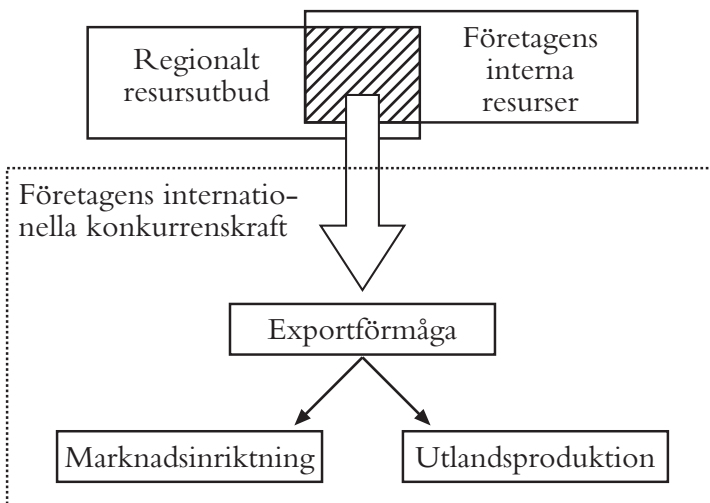 Regionalt
resursutbud
Företagens
interna
resurser
Företagens internatio-
nella konkurrenskraft
Exportförmåga
Marknadsinriktning
Utlandsproduktion